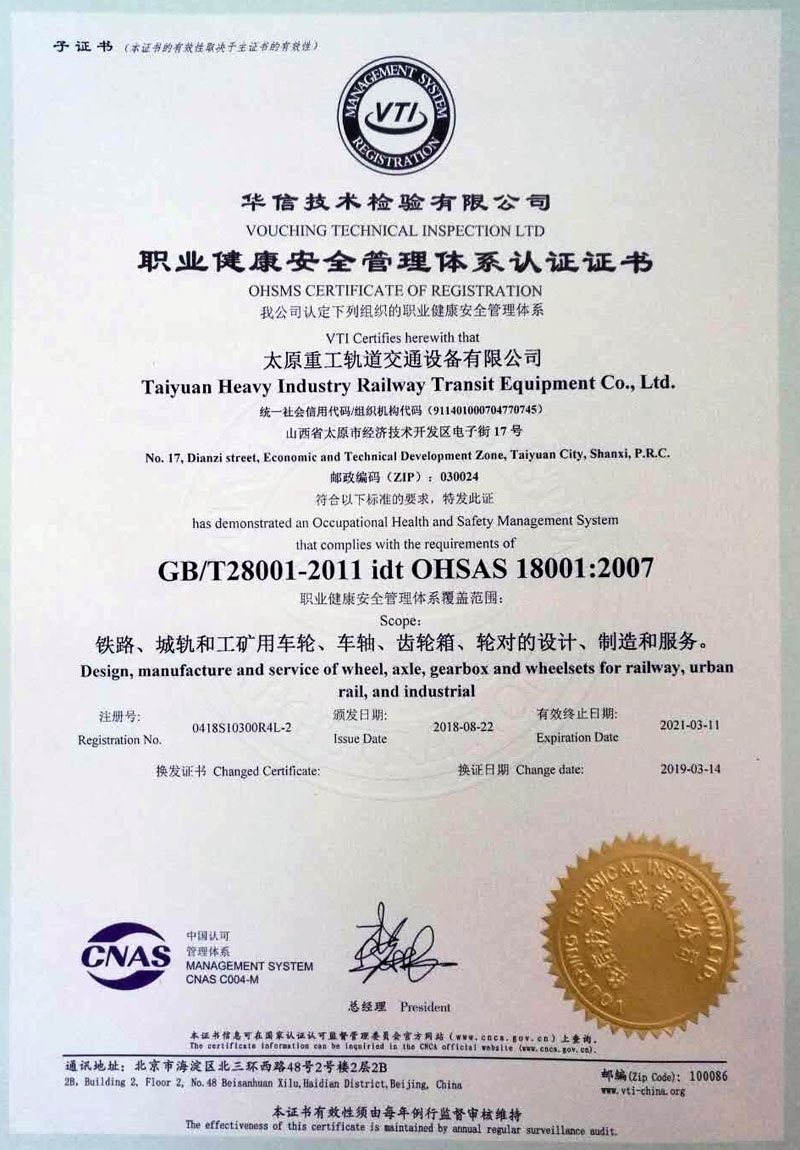 子证书（本证书的有效性取决于主证书的有效性）
MANAGEMENT SYSTEM
VTI
REGISTRATION
华信技术检验有限公司
VOUCHING TECHNICAL INSPECTION LTD
职业健康安全管理体系认证证书
OHSMS CERTIFICATE OF REGISTRATION
我公司认定下列组织的职业健康安全管理体系
VTI Certifies herewith that
太原重工轨道交通设备有限公司
Taiyuan Heavy Industry Railway Transit Equipment Co., Ltd.
统一社会信用代码/组织机构代码（911401000704770745）
山西省太原市经济技术开发区电子街 17 号
No. 17, Dianzi street, Economic and Technical Development Zone, Taiyuan City, Shanxi, P.R.C.
邮政编码（ZIP）: 030024
符合以下标准的要求，特发此证
has demonstrated an Occupational Health and Safety Management System
that complies with the requirements of
GB/T28001-2011 idt OHSAS 18001:2007
职业健康安全管理体系覆盖范围:
Scope:
铁路、城轨和工矿用车轮、车轴、齿轮箱、轮对的设计、制造和服务。
Design, manufacture and service of wheel, axle, gearbox and wheelsets for railway, urban
rail, and industrial
注册号: 颁发日期: 有效终止日期:
0418S10300R4L-2 2018-08-22 2021-03-11
Registration No. Issue Date Expiration Date
换发证书 Changed Certificate: 换证日期 Change date: 2019-03-14
VOUCHING TECHNICAL INSPECTION LTD.
华信技术检验有限公司
CNAS
中国认可
管理体系
MANAGEMENT SYSTEM
CNAS C004-M
总经理 President
本证书信息可在国家认证认可监督管理委员会官方网站（www.cnca.gov.cn）上查询。
The certificate information can be inquiried in the CNCA official website (www.cnca.gov.cn).
通讯地址: 北京市海淀区北三环西路48号2号楼2层2B 邮编(Zip Code): 100086
2B, Building 2, Floor 2, No.48 Beisanhuan Xilu,Haidian District,Beijing, China www.vti-china.org
本证书有效性须由每年例行监督审核维持
The effectiveness of this certificate is maintained by annual regular surveillance audit.